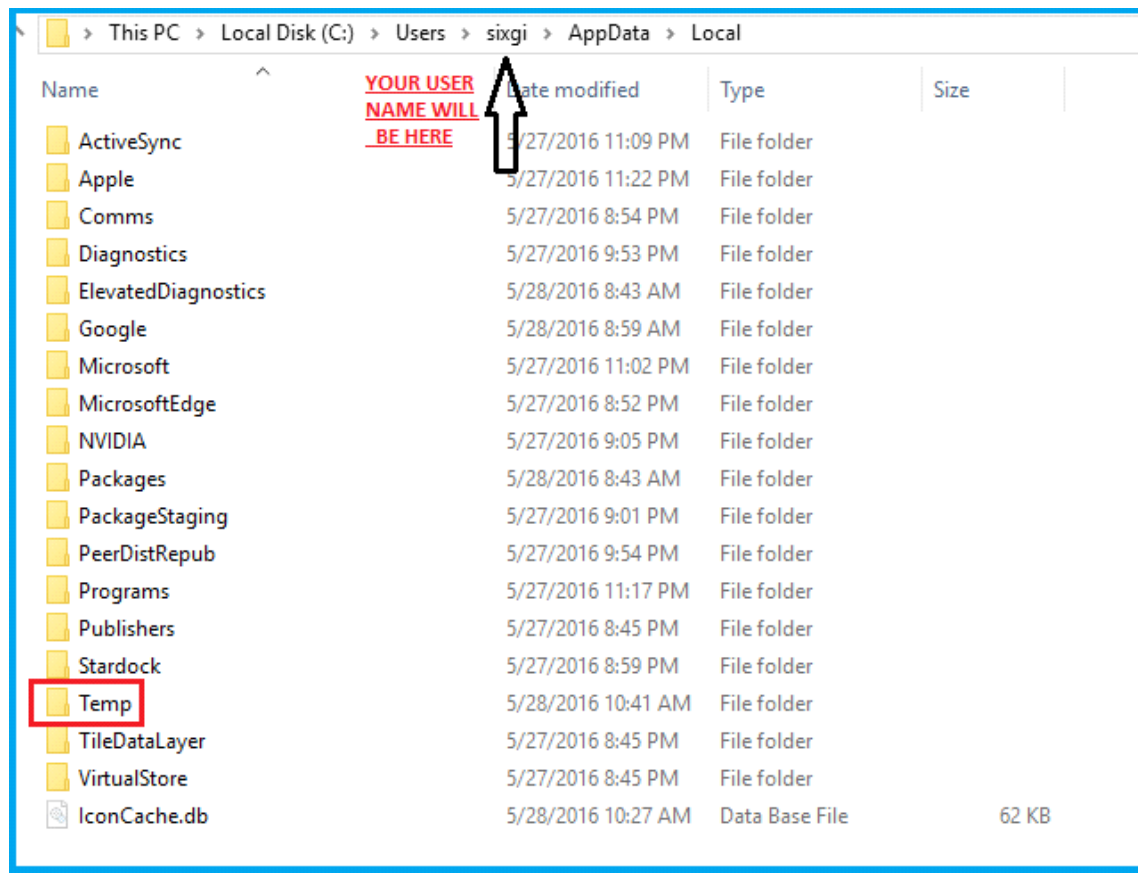 This PC > Local Disk (C:) > Users > sixgi > AppData > Local
Name Date modified Type Size
YOUR USER
NAME WILL
BE HERE
ActiveSync 5/27/2016 11:09 PM File folder
Apple 5/27/2016 11:22 PM File folder
Comms 5/27/2016 8:54 PM File folder
Diagnostics 5/27/2016 9:53 PM File folder
ElevatedDiagnostics 5/28/2016 8:43 AM File folder
Google 5/28/2016 8:59 AM File folder
Microsoft 5/27/2016 11:02 PM File folder
MicrosoftEdge 5/27/2016 8:52 PM File folder
NVIDIA 5/27/2016 9:05 PM File folder
Packages 5/28/2016 8:43 AM File folder
PackageStaging 5/27/2016 9:01 PM File folder
PeerDistRepub 5/27/2016 9:54 PM File folder
Programs 5/27/2016 11:17 PM File folder
Publishers 5/27/2016 8:45 PM File folder
Stardock 5/27/2016 8:59 PM File folder
Temp 5/28/2016 10:41 AM File folder
TileDataLayer 5/27/2016 8:45 PM File folder
VirtualStore 5/27/2016 8:45 PM File folder
IconCache.db 5/28/2016 10:27 AM Data Base File 62 KB